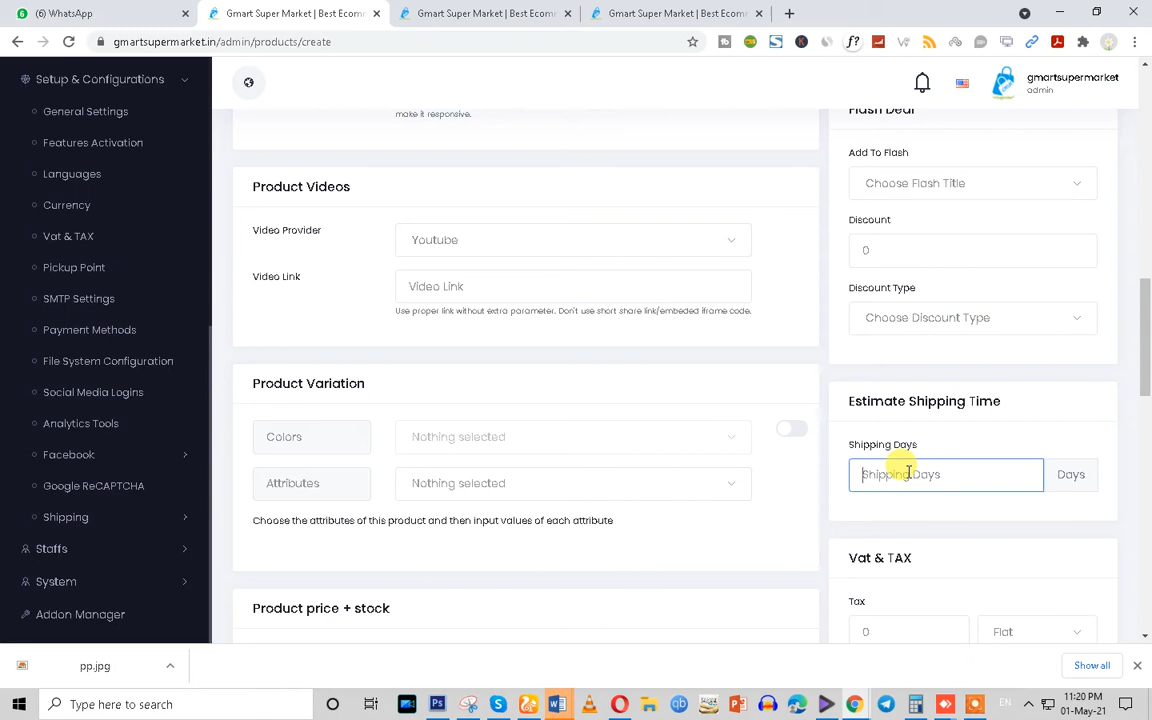 (6) WhatsApp
Gmart Super Market | Best Ecomm
Gmart Super Market | Best Ecomm
Gmart Super Market | Best Ecomm
gmartsupermarket.in/admin/products/create
Setup & Configurations
General Settings
Features Activation
Languages
Currency
Vat & TAX
Pickup Point
SMTP Settings
Payment Methods
File System Configuration
Social Media Logins
Analytics Tools
Facebook
Google ReCAPTCHA
Shipping
Staffs
System
Addon Manager
gmartsupermarket
admin
make it responsive.
Product Videos
Video Provider
Youtube
Video Link
Video Link
Use proper link without extra parameter. Don't use short share link/embeded iframe code.
Product Variation
Colors
Nothing selected
Attributes
Nothing selected
Choose the attributes of this product and then input values of each attribute
Product price + stock
Flash Deal
Add To Flash
Choose Flash Title
Discount
0
Discount Type
Choose Discount Type
Estimate Shipping Time
Shipping Days
Shipping Days
Days
Vat & TAX
Tax
0
Flat
pp.jpg
Show all
Type here to search
EN
11:20 PM
01-May-21